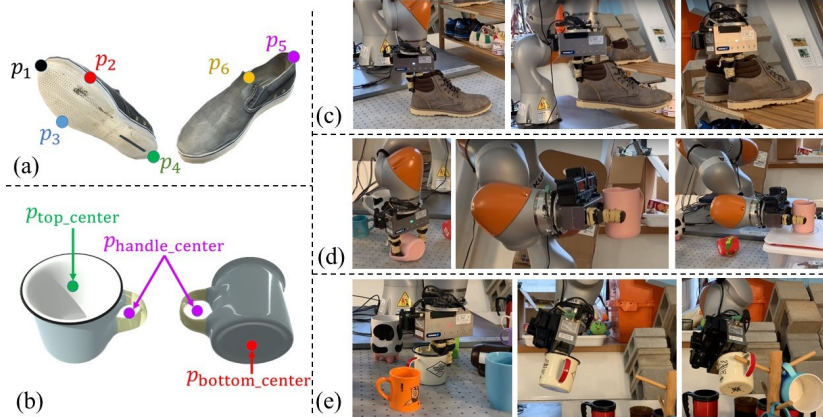 p1
p2
p3
p4
p5
p6
(a)
ptop_center
phandle_center
pbottom_center
(b)
(c)
(d)
(e)